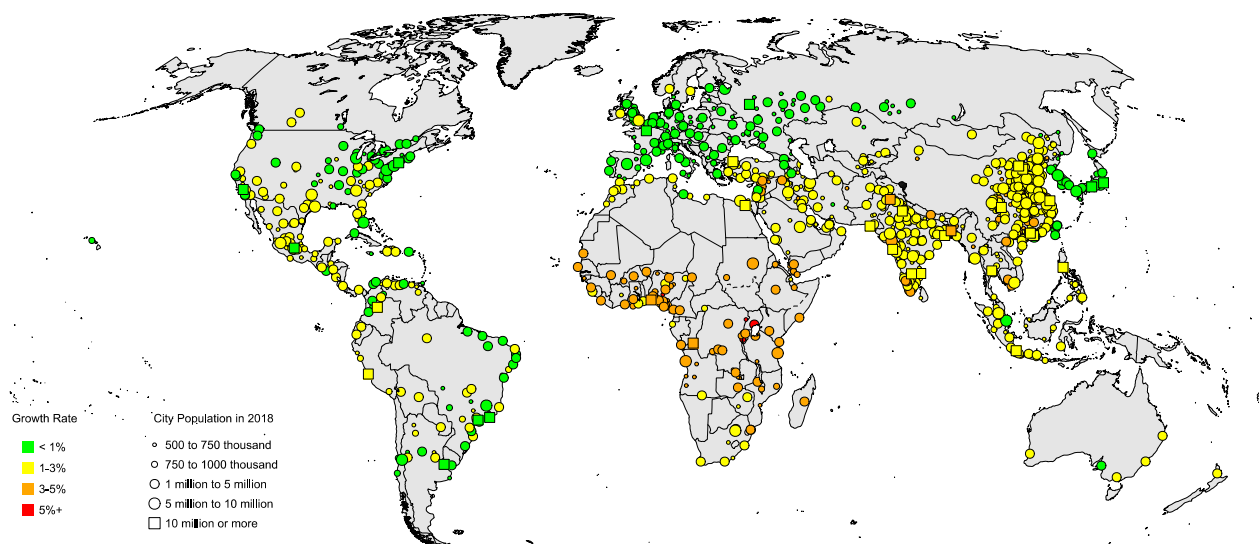 Growth Rate
< 1%
1-3%
3-5%
5%+
City Population in 2018
500 to 750 thousand
750 to 1000 thousand
1 million to 5 million
5 million to 10 million
10 million or more